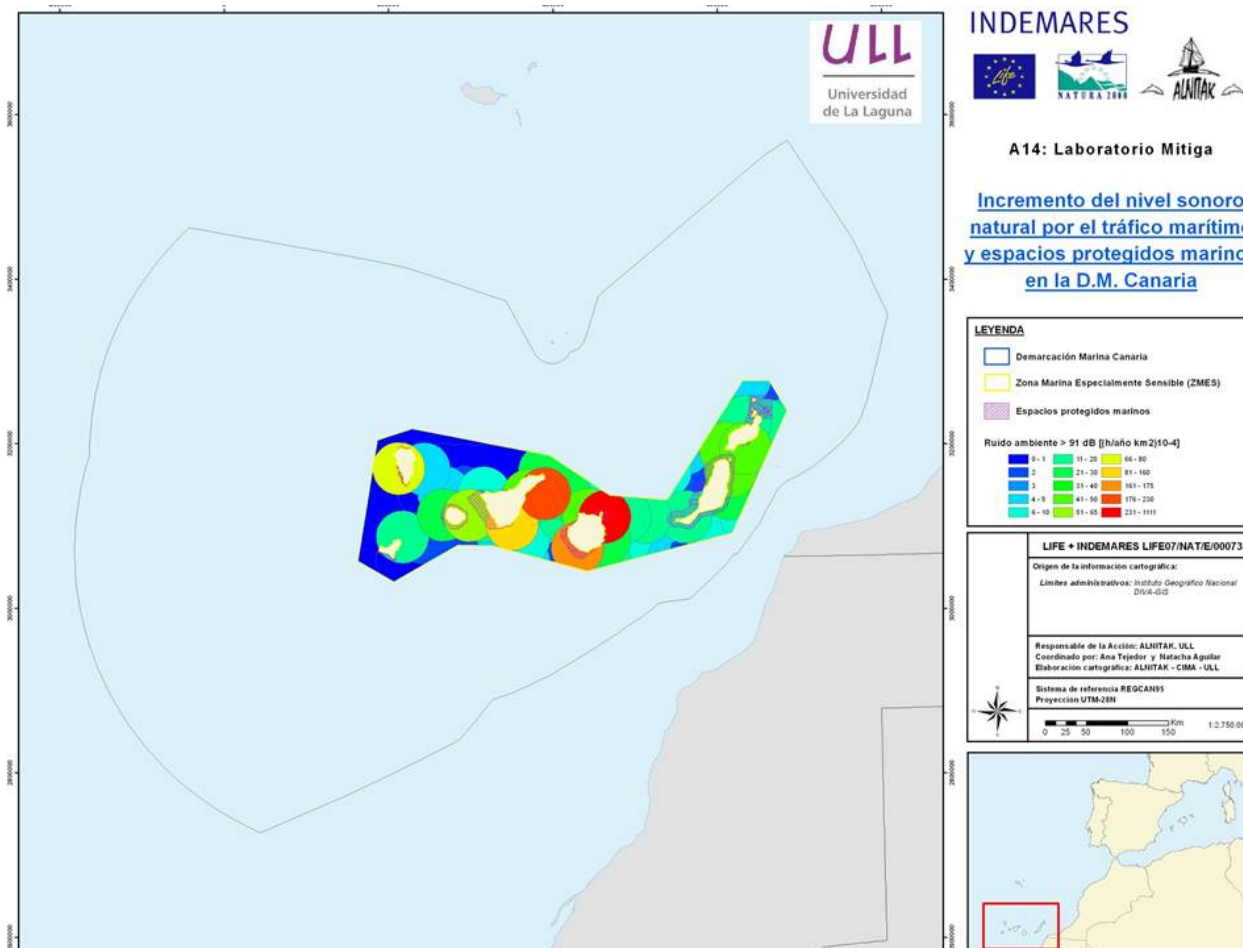 ULL
Universidad
de La Laguna
INDEMARES
Life
NATURA 2000
ALNITAK
A14: Laboratorio Mitiga
Incremento del nivel sonoro
natural por el tráfico marítimo
y espacios protegidos marino
en la D.M. Canaria
LEYENDA
Demarcación Marina Canaria
Zona Marina Especialmente Sensible (ZMES)
Espacios protegidos marinos
Ruido ambiente > 91 dB [(h/año km2)10-4]
0 - 1 11 - 20 66 - 80
2 21 - 30 81 - 160
3 31 - 40 161 - 175
4 - 5 41 - 50 176 - 230
6 - 10 51 - 65 231 - 1111
LIFE + INDEMARES LIFE07/NAT/E/00073
Origen de la información cartográfica:
Límites administrativos: Instituto Geográfico Nacional
DIVA-GIS
Responsable de la Acción: ALNITAK, ULL
Coordinado por: Ana Tejedor y Natacha Aguilar
Elaboración cartográfica: ALNITAK - CIMA - ULL
Sistema de referencia REGCAN95
Proyección UTM-28N
Km
0 25 50 100 150
1:2.750.00